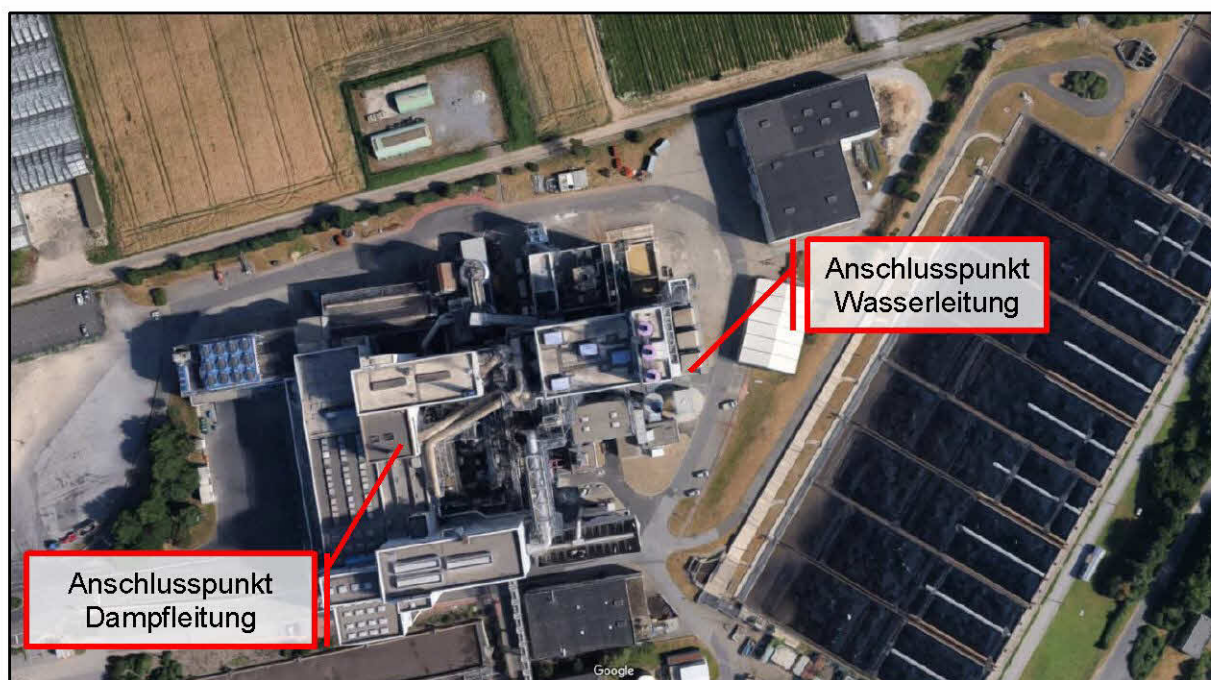 Anschlusspunkt
Wasserleitung
Anschlusspunkt
Dampfleitung
Google